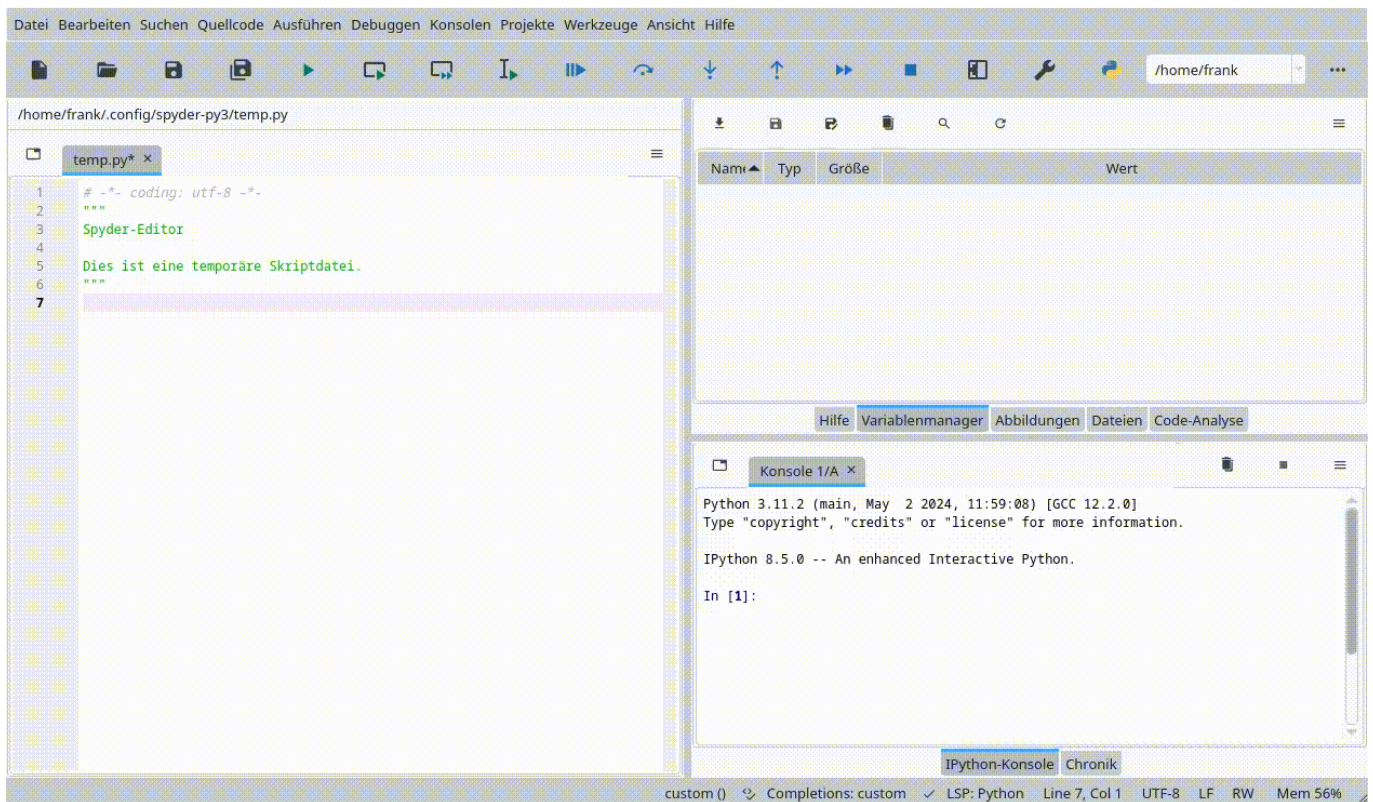 Datei Bearbeiten Suchen Quellcode Ausführen Debuggen Konsolen Projekte Werkzeuge Ansicht Hilfe
/home/frank
/home/frank/.config/spyder-py3/temp.py
temp.py*
1 # -*- coding: utf-8 -*-
2 """
3 Spyder-Editor
4
5 Dies ist eine temporäre Skriptdatei.
6 """
7
Name Typ Größe Wert
Hilfe Variablenmanager Abbildungen Dateien Code-Analyse
Konsole 1/A
Python 3.11.2 (main, May  2 2024, 11:59:08) [GCC 12.2.0]
Type "copyright", "credits" or "license" for more information.
IPython 8.5.0 -- An enhanced Interactive Python.
In [1]:
IPython-Konsole Chronik
custom () Completions: custom LSP: Python Line 7, Col 1 UTF-8 LF RW Mem 56%